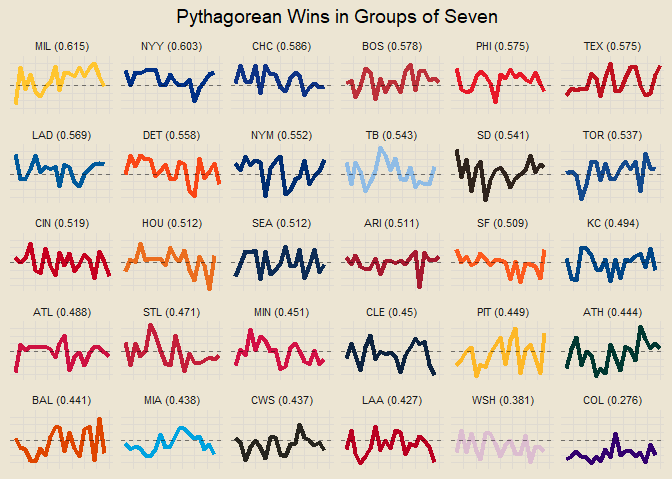 Pythagorean Wins in Groups of Seven
MIL (0.615) NYY (0.603) CHC (0.586) BOS (0.578) PHI (0.575) TEX (0.575)
LAD (0.569) DET (0.558) NYM (0.552) TB (0.543) SD (0.541) TOR (0.537)
CIN (0.519) HOU (0.512) SEA (0.512) ARI (0.511) SF (0.509) KC (0.494)
ATL (0.488) STL (0.471) MIN (0.451) CLE (0.45) PIT (0.449) ATH (0.444)
BAL (0.441) MIA (0.438) CWS (0.437) LAA (0.427) WSH (0.381) COL (0.276)